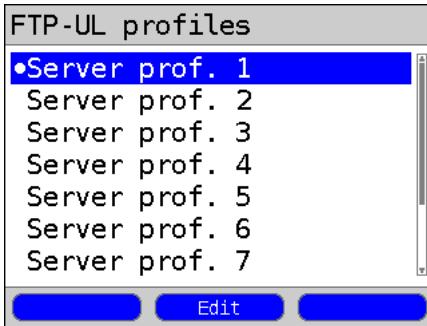 FTP-UL profiles
•Server prof. 1
Server prof. 2
Server prof. 3
Server prof. 4
Server prof. 5
Server prof. 6
Server prof. 7
Edit